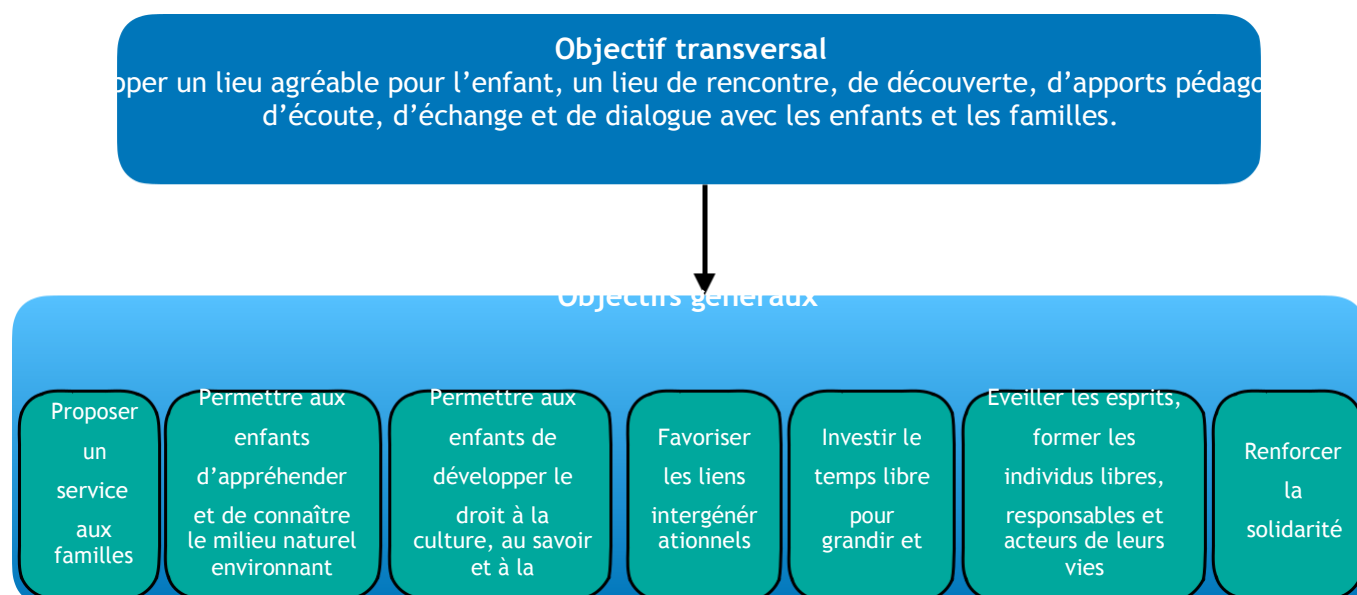 Objectif transversal
oper un lieu agréable pour l’enfant, un lieu de rencontre, de découverte, d’apports pédago
d’écoute, d’échange et de dialogue avec les enfants et les familles.
Objectifs généraux
Proposer
un
service
aux
familles
Permettre aux
enfants
d’appréhender
et de connaître
le milieu naturel
environnant
Permettre aux
enfants de
développer le
droit à la
culture, au savoir
et à la
Favoriser
les liens
intergénér
ationnels
Investir le
temps libre
pour
grandir et
Eveiller les esprits,
former les
individus libres,
responsables et
acteurs de leurs
vies
Renforcer
la
solidarité